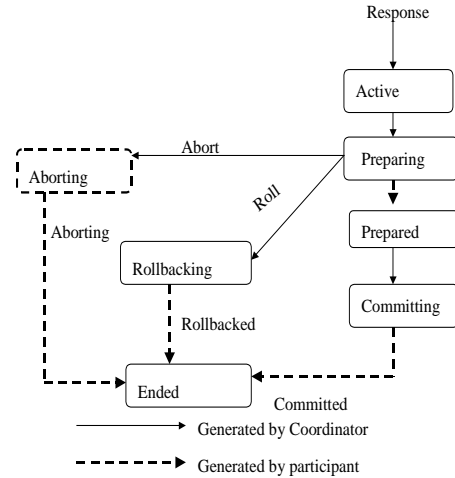 Response
Active
Abort
Preparing
Aborting
Roll
Aborting
Prepared
Rollbacking
Committing
Rollbacked
Ended
Committed
Generated by Coordinator
Generated by participant